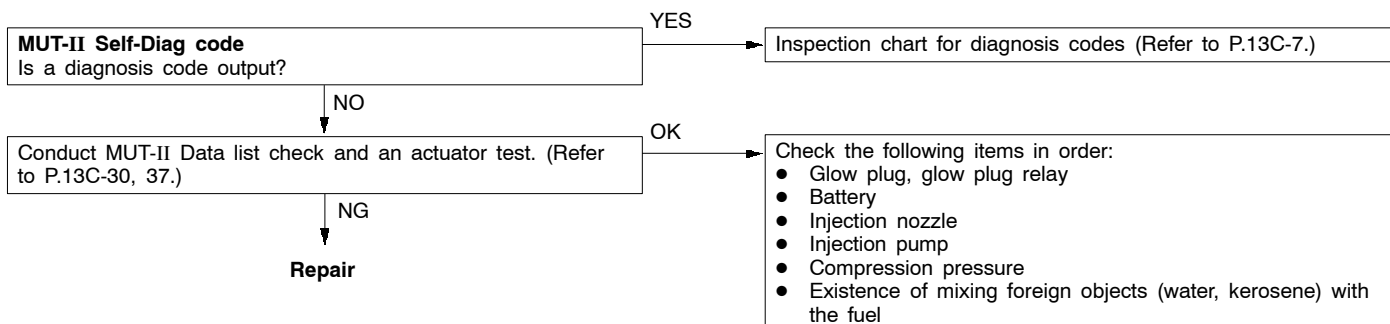 YES
MUT-II Self-Diag code
Is a diagnosis code output?
Inspection chart for diagnosis codes (Refer to P.13C-7.)
NO
OK
Conduct MUT-II Data list check and an actuator test. (Refer
to P.13C-30, 37.)
Check the following items in order:
● Glow plug, glow plug relay
● Battery
● Injection nozzle
● Injection pump
● Compression pressure
● Existence of mixing foreign objects (water, kerosene) with
the fuel
NG
Repair